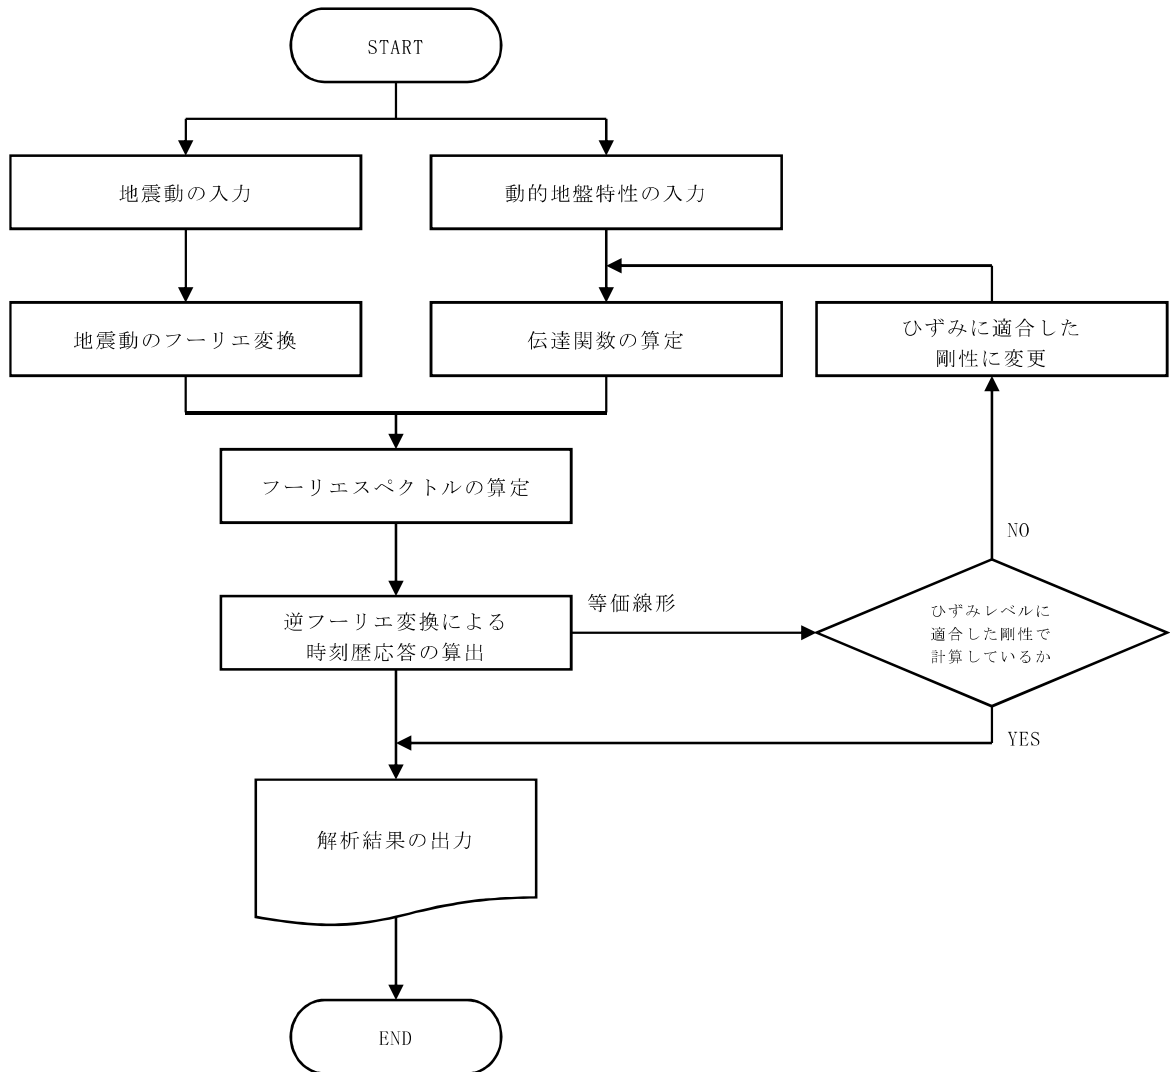 START
地震動の入力
動的地盤特性の入力
地震動のフーリエ変換
伝達関数の算定
ひずみに適合した
剛性に変更
フーリエスペクトルの算定
NO
逆フーリエ変換による
時刻歴応答の算出
等価線形
ひずみレベルに
適合した剛性で
計算しているか
YES
解析結果の出力
END